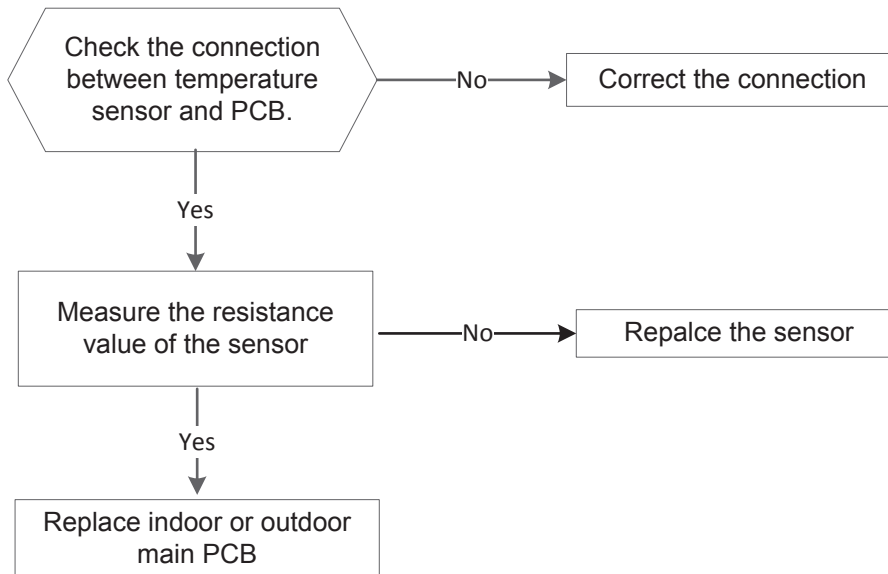 Check the connection
between temperature
sensor and PCB.
No
Correct the connection
Yes
Measure the resistance
value of the sensor
No
Repalce the sensor
Yes
Replace indoor or outdoor
main PCB